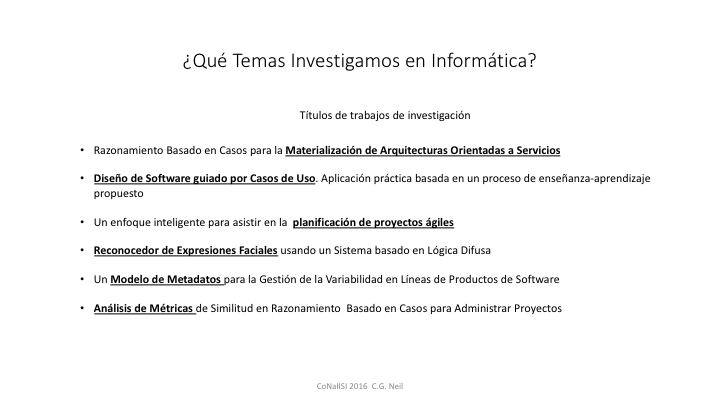 ¿Qué Temas Investigamos en Informática?
Títulos de trabajos de investigación
• Razonamiento Basado en Casos para la Materialización de Arquitecturas Orientadas a Servicios
• Diseño de Software guiado por Casos de Uso. Aplicación práctica basada en un proceso de enseñanza-aprendizaje
propuesto
• Un enfoque inteligente para asistir en la planificación de proyectos ágiles
• Reconocedor de Expresiones Faciales usando un Sistema basado en Lógica Difusa
• Un Modelo de Metadatos para la Gestión de la Variabilidad en Líneas de Productos de Software
• Análisis de Métricas de Similitud en Razonamiento Basado en Casos para Administrar Proyectos
CoNaIISI 2016 C.G. Neil